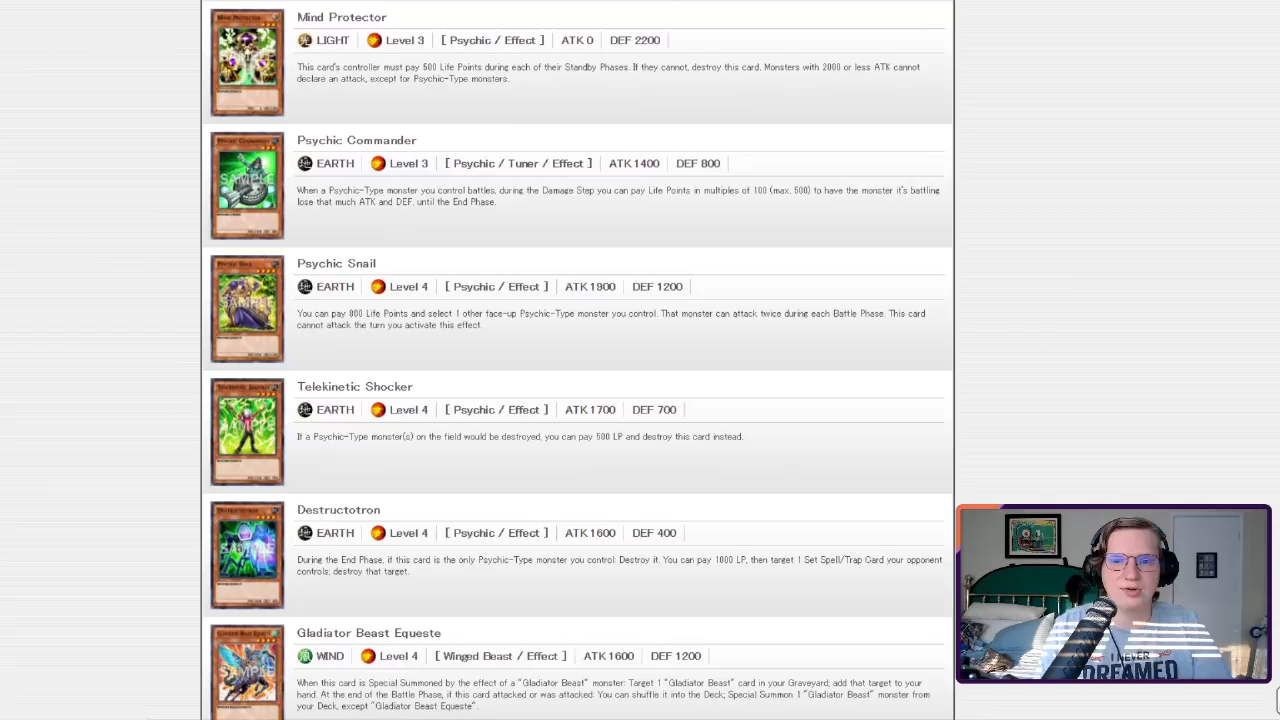 Mind Protector
LIGHT Level 3 [ Psychic / Effect ] ATK 0 DEF 2200
This card's controller must pay 500 Life Points during each of their Standby Phases. If they cannot, destroy this card. Monsters with 2000 or less ATK cannot
declare an attack, except for Psychic-Type monsters.
Psychic Commander
EARTH Level 3 [ Psychic / Tuner / Effect ] ATK 1400 DEF 800
When a Psychic-Type monster you control battles, during the Damage Step you can pay Life Points in multiples of 100 (max. 500) to have the monster it's battling
lose that much ATK and DEF, until the End Phase.
Psychic Snail
EARTH Level 4 [ Psychic / Effect ] ATK 1900 DEF 1200
You can pay 800 Life Points and select 1 other face-up Psychic-Type monster you control. That monster can attack twice during each Battle Phase. This card
cannot attack the turn you activate this effect.
Telekinetic Shocker
EARTH Level 4 [ Psychic / Effect ] ATK 1700 DEF 700
If a Psychic-Type monster(s) on the field would be destroyed, you can pay 500 LP and destroy this card instead.
Destructotron
EARTH Level 4 [ Psychic / Effect ] ATK 1600 DEF 400
During the End Phase, if this card is the only Psychic-Type monster you control: Destroy it. You can pay 1000 LP, then target 1 Set Spell/Trap Card your opponent
controls; destroy that target.
Gladiator Beast Equeste
WIND Level 4 [ Winged Beast / Effect ] ATK 1600 DEF 1200
When this card is Special Summoned by the effect of a "Gladiator Beast" monster: Target 1 "Gladiator Beast" card in your Graveyard; add that target to your
hand. At the end of the Battle Phase, if this card attacked or was attacked: You can shuffle it into the Deck; Special Summon 1 "Gladiator Beast" monster from
your Deck, except "Gladiator Beast Equeste".
I NEVER